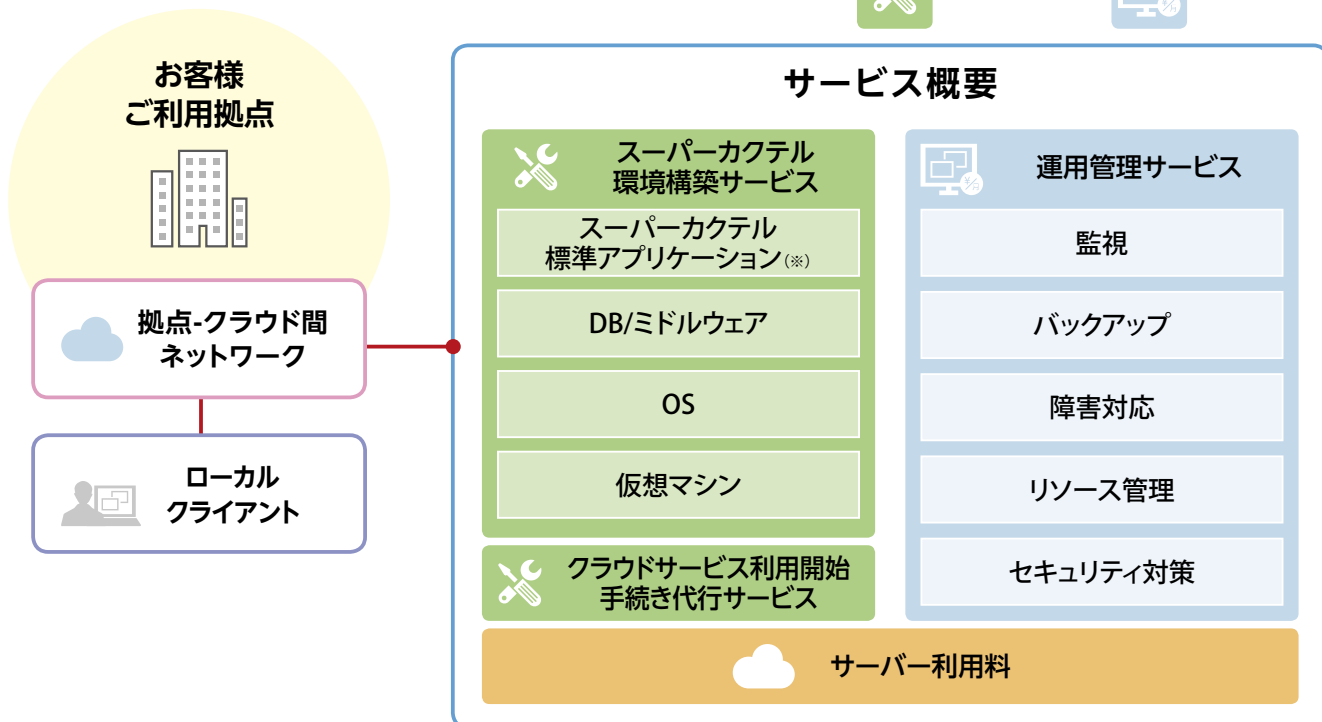 お客様
ご利用拠点
拠点-クラウド間
ネットワーク
ローカル
クライアント
サービス概要
スーパーカクテル
環境構築サービス
スーパーカクテル
標準アプリケーション(※)
DB/ミドルウェア
OS
仮想マシン
クラウドサービス利用開始
手続き代行サービス
運用管理サービス
監視
バックアップ
障害対応
リソース管理
セキュリティ対策
サーバー利用料